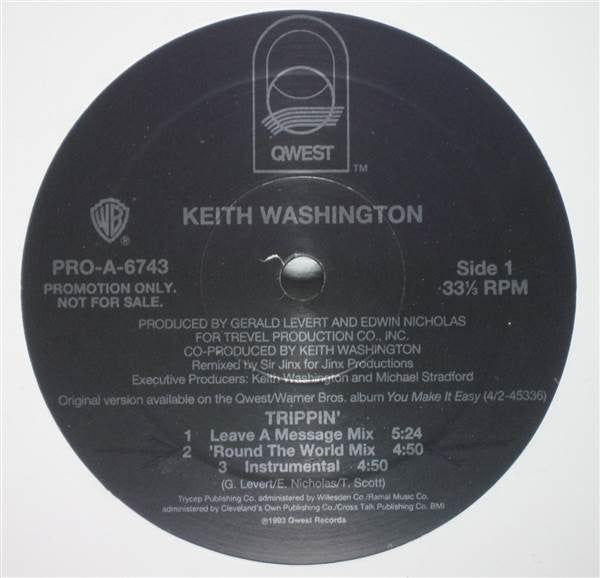 QWEST
TM
WB
®
KEITH WASHINGTON
PRO-A-6743
PROMOTION ONLY.
NOT FOR SALE.
Side 1
33⅓ RPM
PRODUCED BY GERALD LEVERT AND EDWIN NICHOLAS
FOR TREVEL PRODUCTION CO., INC.
CO-PRODUCED BY KEITH WASHINGTON
Remixed by Sir Jinx for Jinx Productions
Executive Producers: Keith Washington and Michael Stradford
Original version available on the Qwest/Warner Bros. album You Make It Easy (4/2-45336)
TRIPPIN'
1 Leave A Message Mix 5:24
2 'Round The World Mix 4:50
3 Instrumental 4:50
(G. Levert/E. Nicholas/T. Scott)
Trycep Publishing Co. administered by Willesden Co./Ramal Music Co.
administered by Cleveland's Own Publishing Co./Cross Talk Publishing Co. BMI
℗1993 Qwest Records